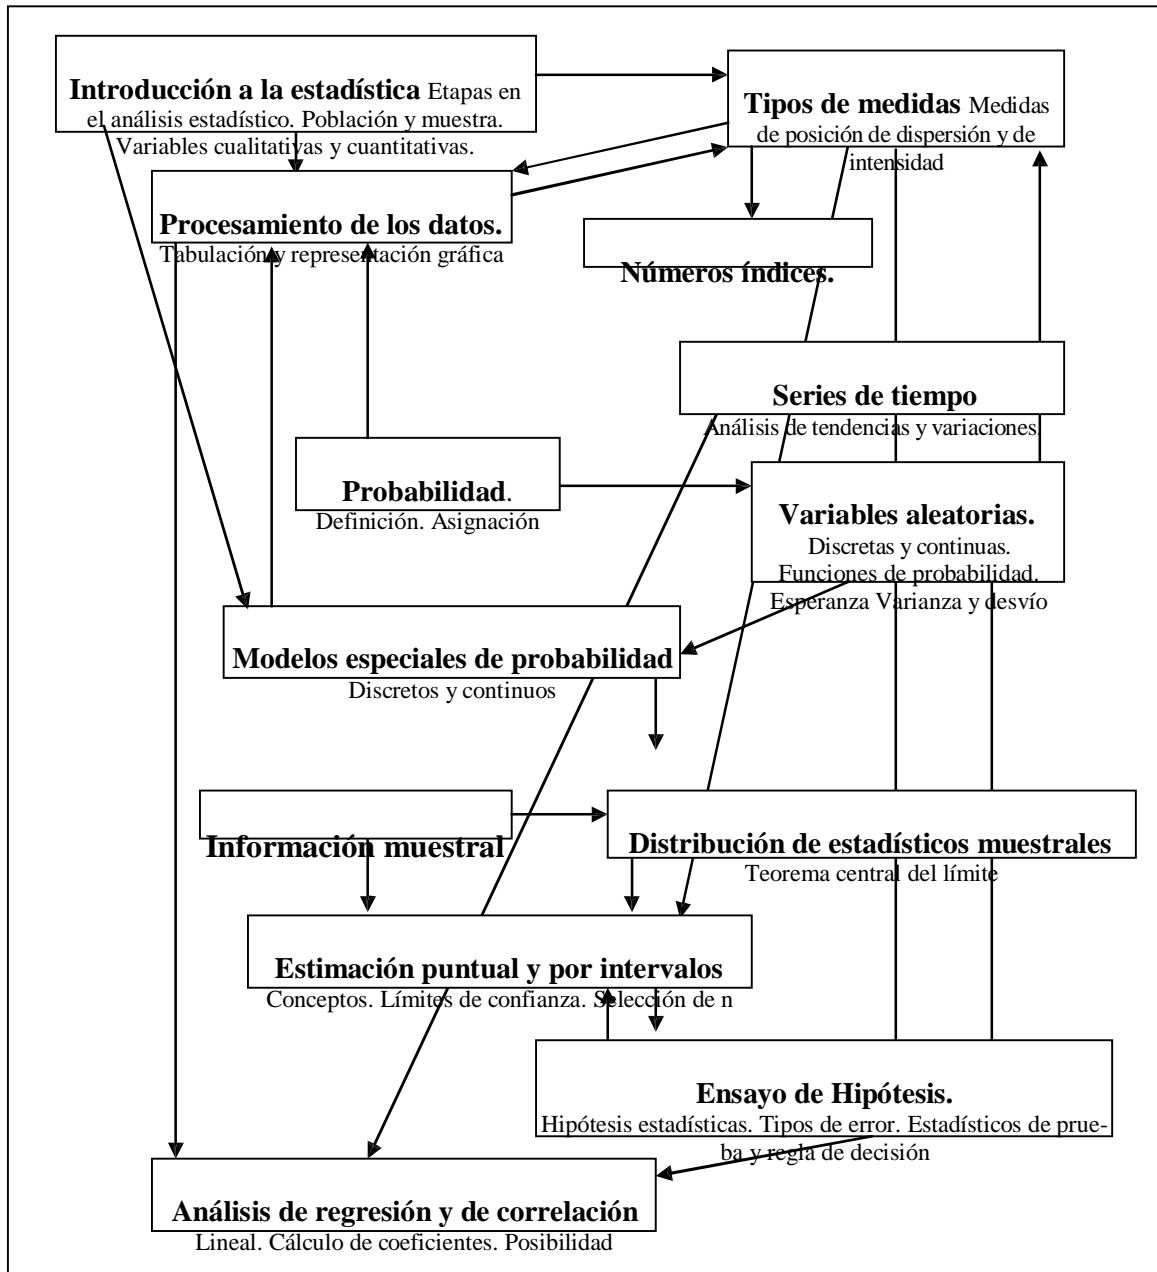 Introducción a la estadística Etapas en
el análisis estadístico. Población y muestra.
Variables cualitativas y cuantitativas.
Tipos de medidas Medidas
de posición de dispersión y de
intensidad
Procesamiento de los datos.
Tabulación y representación gráfica
Números índices.
Series de tiempo
Análisis de tendencias y variaciones.
Probabilidad.
Definición. Asignación
Variables aleatorias.
Discretas y continuas.
Funciones de probabilidad.
Esperanza Varianza y desvío
Modelos especiales de probabilidad
Discretos y continuos
Información muestral
Distribución de estadísticos muestrales
Teorema central del límite
Estimación puntual y por intervalos
Conceptos. Límites de confianza. Selección de n
Ensayo de Hipótesis.
Hipótesis estadísticas. Tipos de error. Estadísticos de prue-
ba y regla de decisión
Análisis de regresión y de correlación
Lineal. Cálculo de coeficientes. Posibilidad